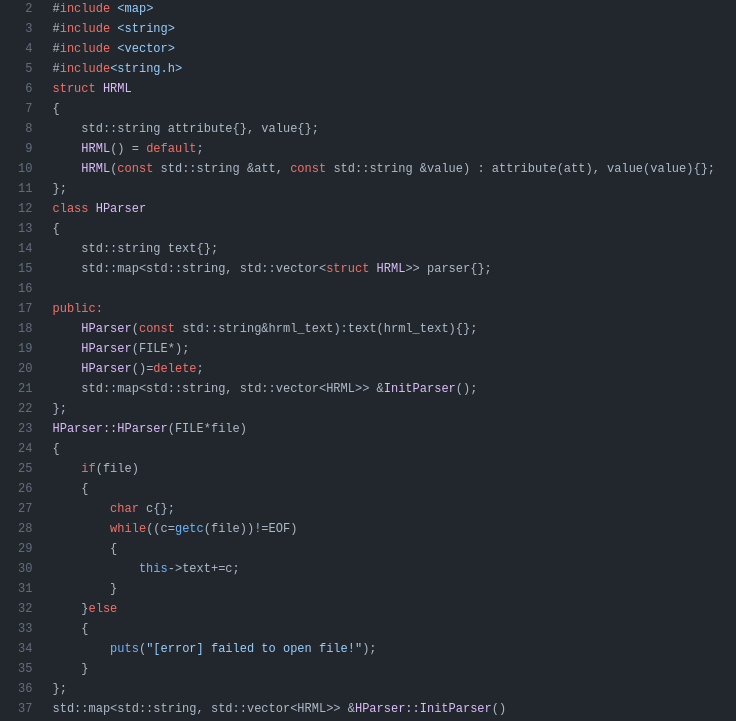 2 #include <map>
3 #include <string>
4 #include <vector>
5 #include<string.h>
6 struct HRML
7 {
8     std::string attribute{}, value{};
9     HRML() = default;
10     HRML(const std::string &att, const std::string &value) : attribute(att), value(value){};
11 };
12 class HParser
13 {
14     std::string text{};
15     std::map<std::string, std::vector<struct HRML>> parser{};
16
17 public:
18     HParser(const std::string&hrml_text):text(hrml_text){};
19     HParser(FILE*);
20     HParser()=delete;
21     std::map<std::string, std::vector<HRML>> &InitParser();
22 };
23 HParser::HParser(FILE*file)
24 {
25     if(file)
26     {
27         char c{};
28         while((c=getc(file))!=EOF)
29         {
30             this->text+=c;
31         }
32     }else
33     {
34         puts("[error] failed to open file!");
35     }
36 };
37 std::map<std::string, std::vector<HRML>> &HParser::InitParser()